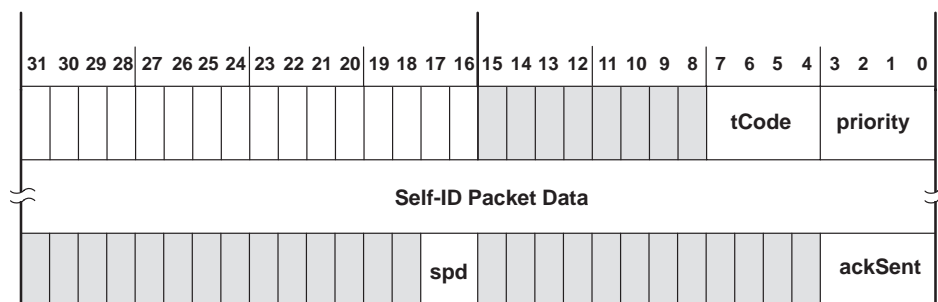 31 30 29 28 27 26 25 24 23 22 21 20 19 18 17 16 15 14 13 12 11 10 9 8 7 6 5 4 3 2 1 0
tCode priority
Self-ID Packet Data
spd ackSent